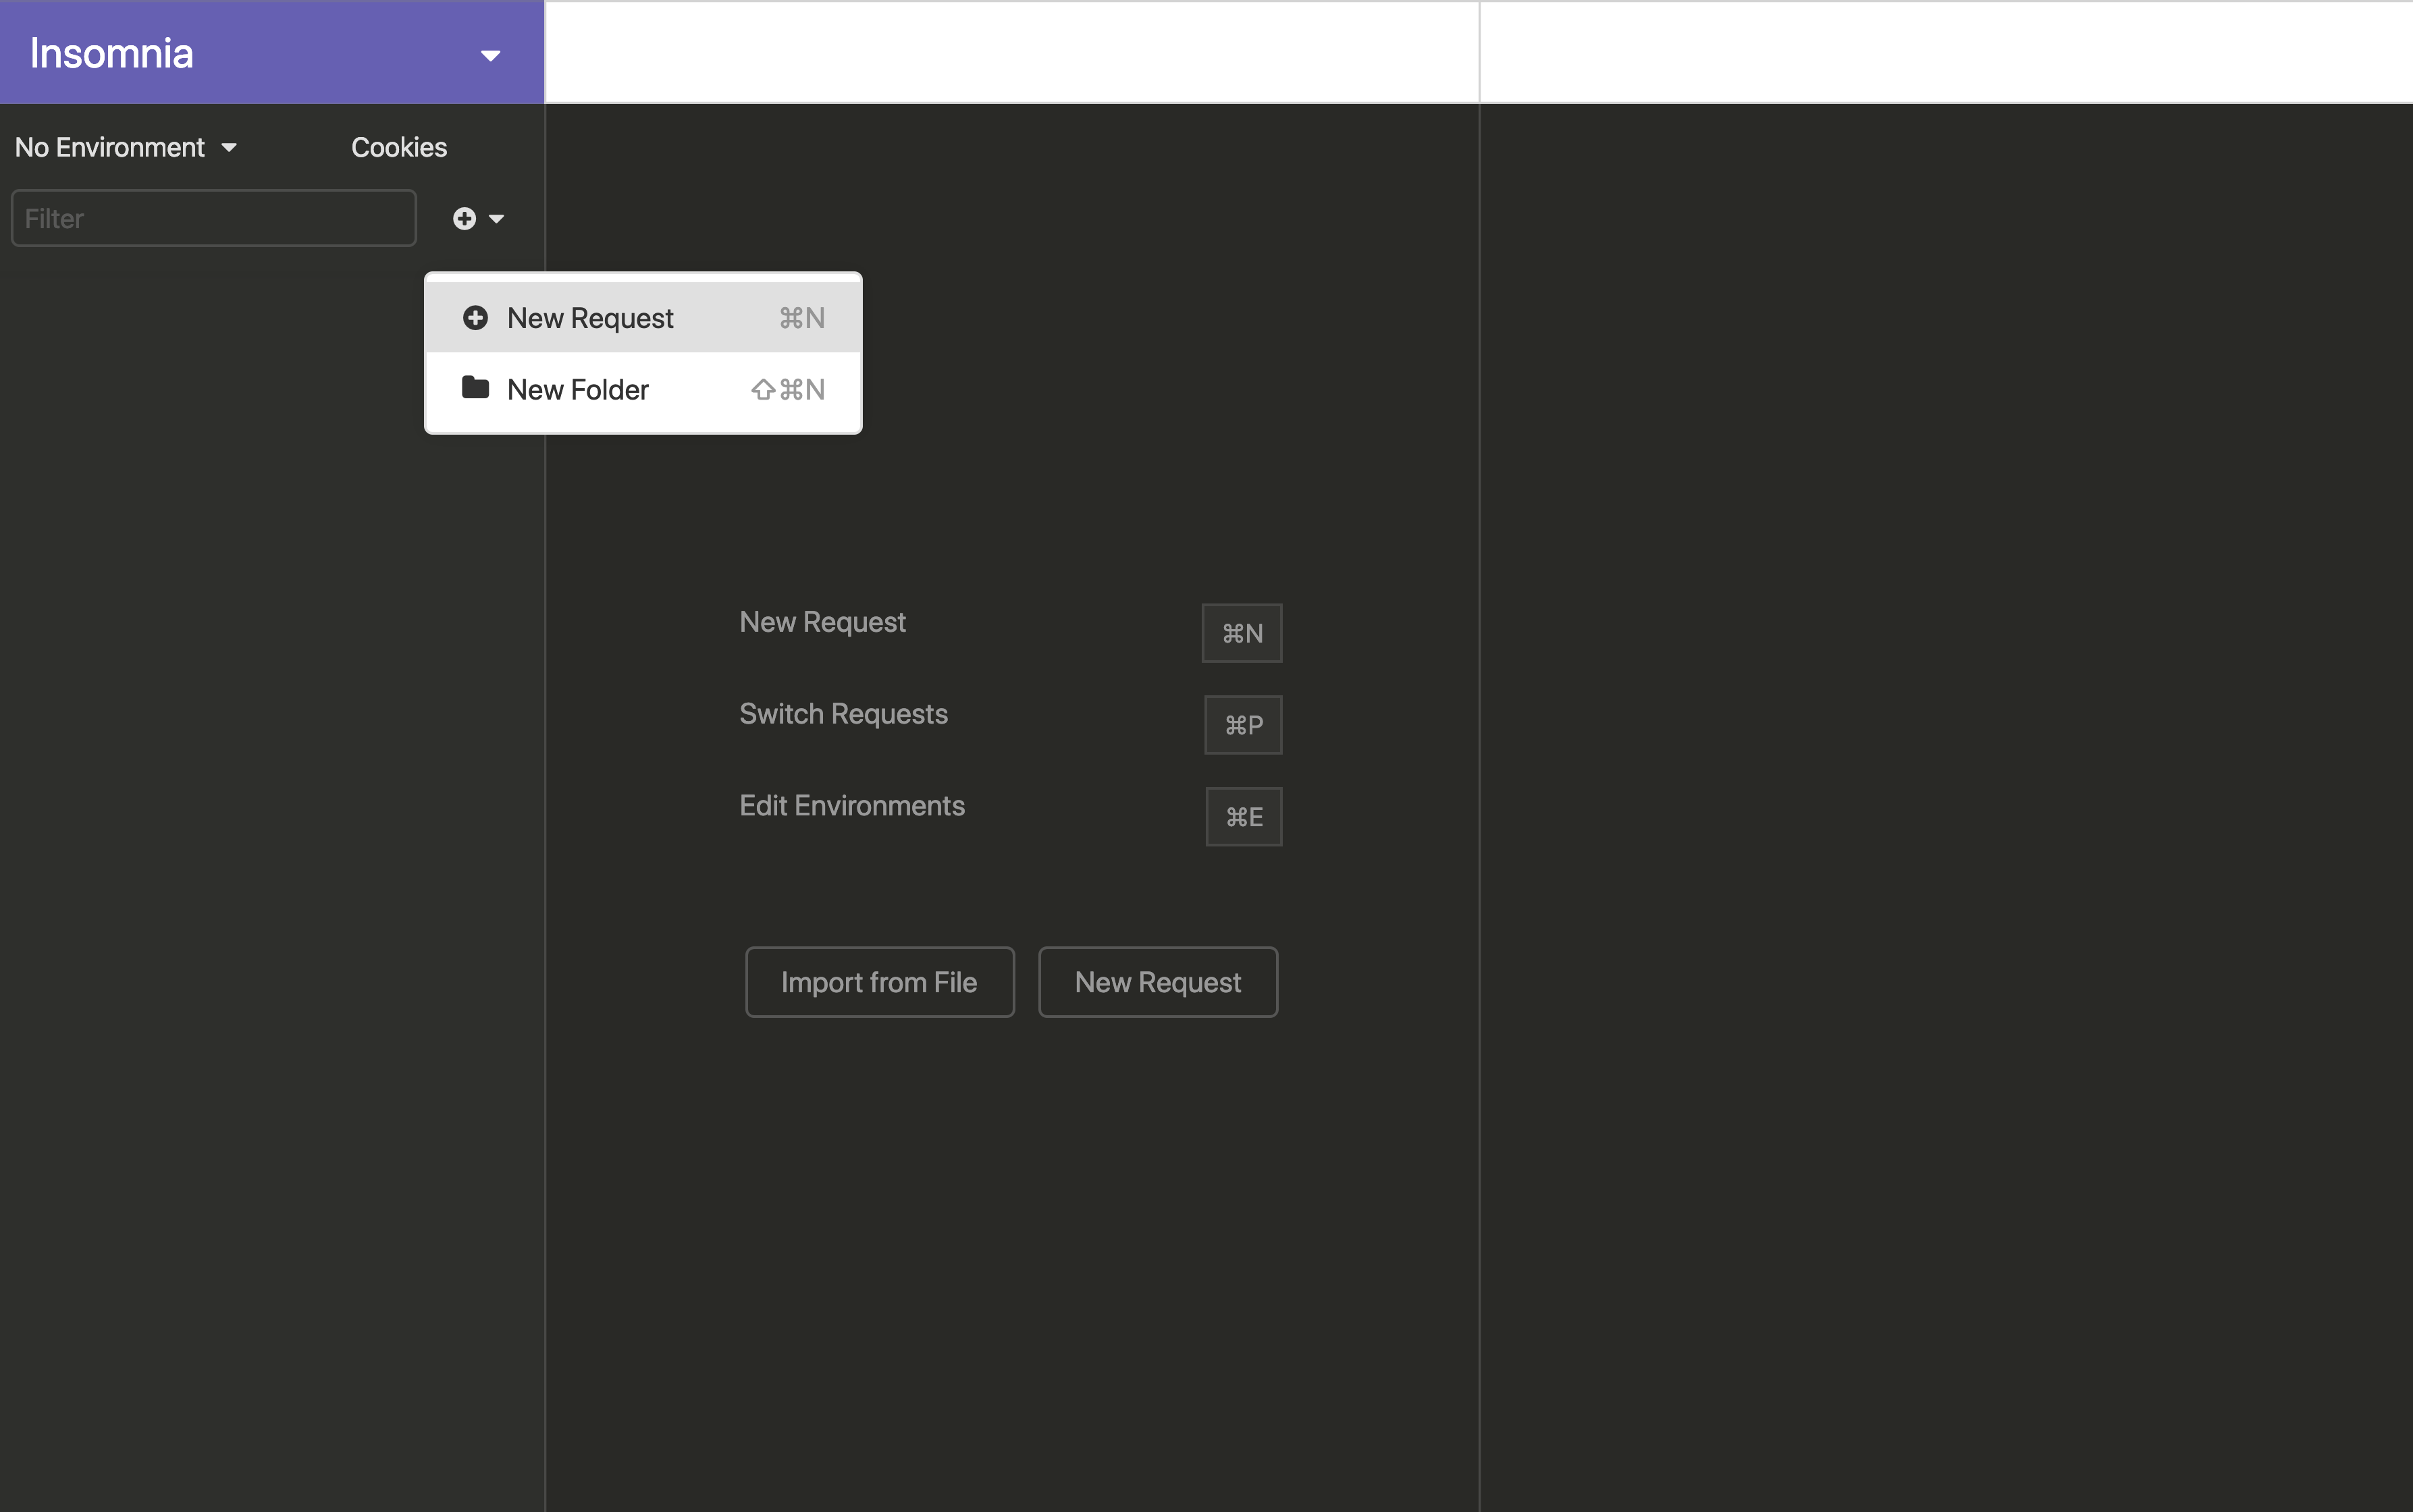 Insomnia
No Environment
Cookies
Filter
New Request ⌘N
New Folder ⇧⌘N
New Request ⌘N
Switch Requests ⌘P
Edit Environments ⌘E
Import from File
New Request